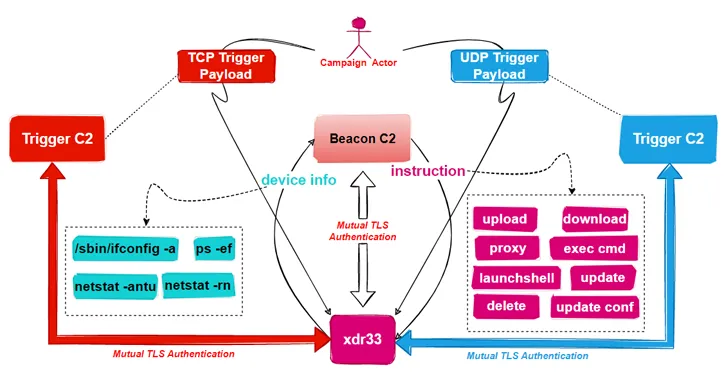 TCP Trigger
Payload
Campaign Actor
UDP Trigger
Payload
Trigger C2
Beacon C2
Trigger C2
device info
instruction
/sbin/ifconfig -a
ps -ef
netstat -antu
netstat -rn
Mutual TLS
Authentication
upload
download
proxy
exec cmd
launchshell
update
delete
update conf
xdr33
Mutual TLS Authentication
Mutual TLS Authentication